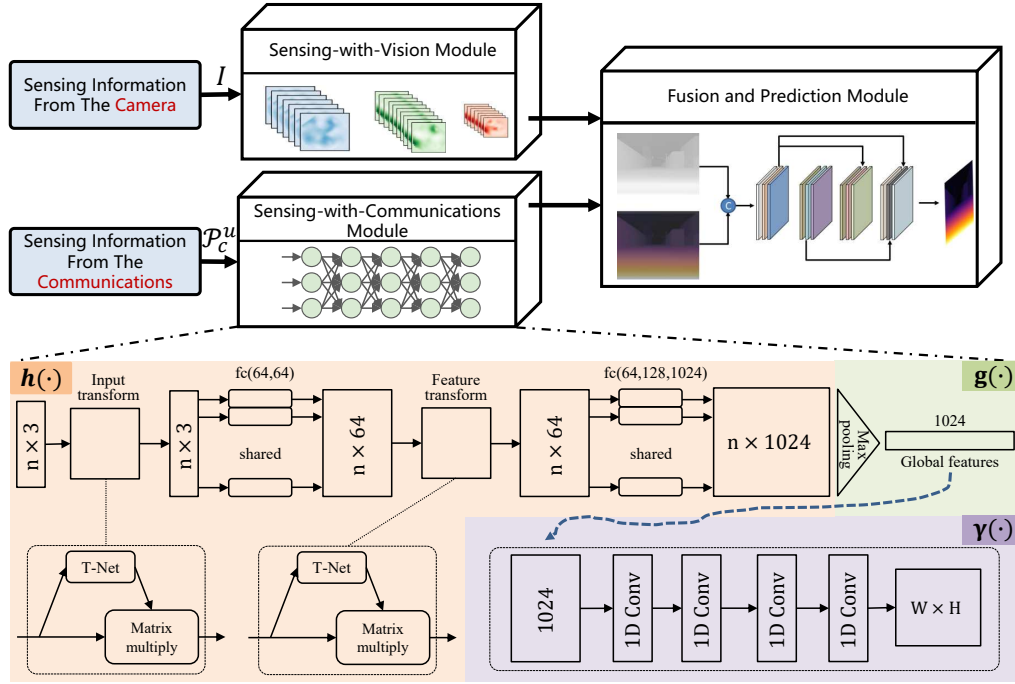 Sensing Information
From The Camera
I
Sensing-with-Vision Module
Fusion and Prediction Module
C
Sensing Information
From The
Communications
𝒫_c^u
Sensing-with-Communications
Module
h(·)
Input
transform
fc(64,64)
Feature
transform
fc(64,128,1024)
g(·)
n × 3
n × 3
shared
n × 64
n × 64
shared
n × 1024
Max
pooling
1024
Global features
γ(·)
T-Net
Matrix
multiply
T-Net
Matrix
multiply
1024
1D Conv
1D Conv
1D Conv
1D Conv
W × H